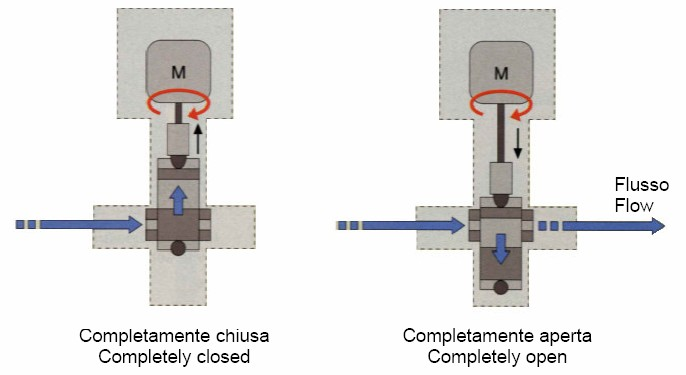 M
M
Flusso
Flow
Completamente chiusa
Completely closed
Completamente aperta
Completely open